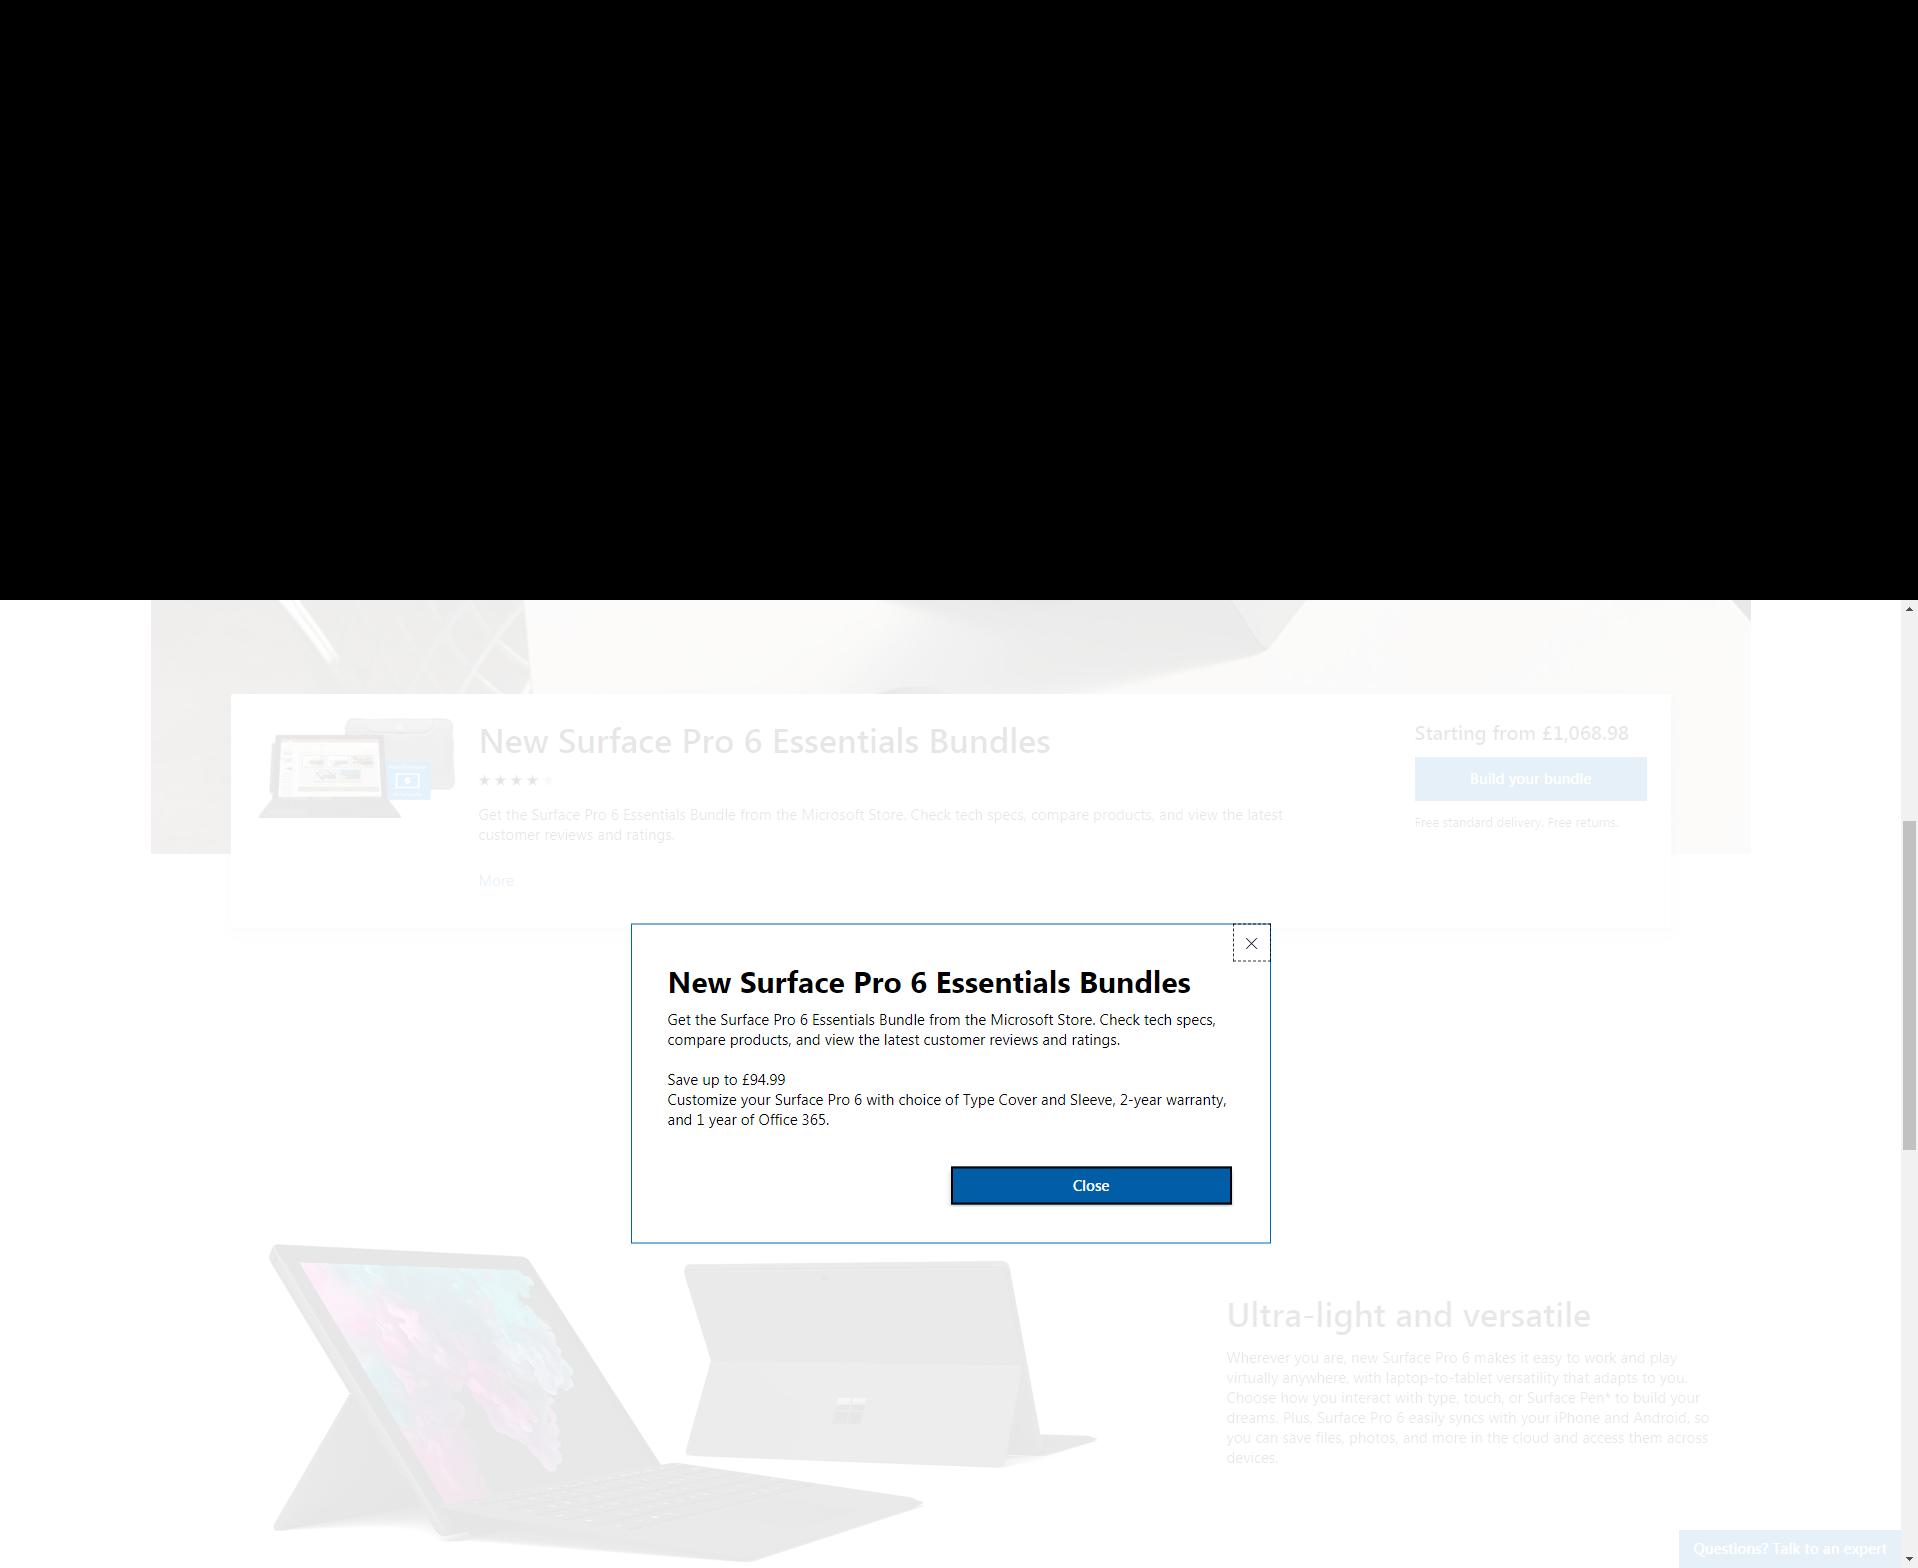 New Surface Pro 6 Essentials Bundles
Starting from £1,068.98
Build your bundle
Get the Surface Pro 6 Essentials Bundle from the Microsoft Store. Check tech specs, compare products, and view the latest
customer reviews and ratings.
Free standard delivery. Free returns.
More
New Surface Pro 6 Essentials Bundles
Get the Surface Pro 6 Essentials Bundle from the Microsoft Store. Check tech specs,
compare products, and view the latest customer reviews and ratings.
Save up to £94.99
Customize your Surface Pro 6 with choice of Type Cover and Sleeve, 2-year warranty,
and 1 year of Office 365.
Close
Ultra-light and versatile
Wherever you are, new Surface Pro 6 makes it easy to work and play
virtually anywhere, with laptop-to-tablet versatility that adapts to you.
Choose how you interact with type, touch, or Surface Pen* to build your
dreams. Plus, Surface Pro 6 easily syncs with your iPhone and Android, so
you can save files, photos, and more in the cloud and access them across
devices.
Questions? Talk to an expert